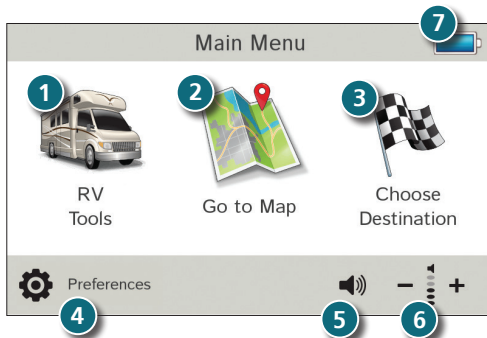 7
Main Menu
1
2
3
RV
Tools
Go to Map
Choose
Destination
Preferences
4
5
6